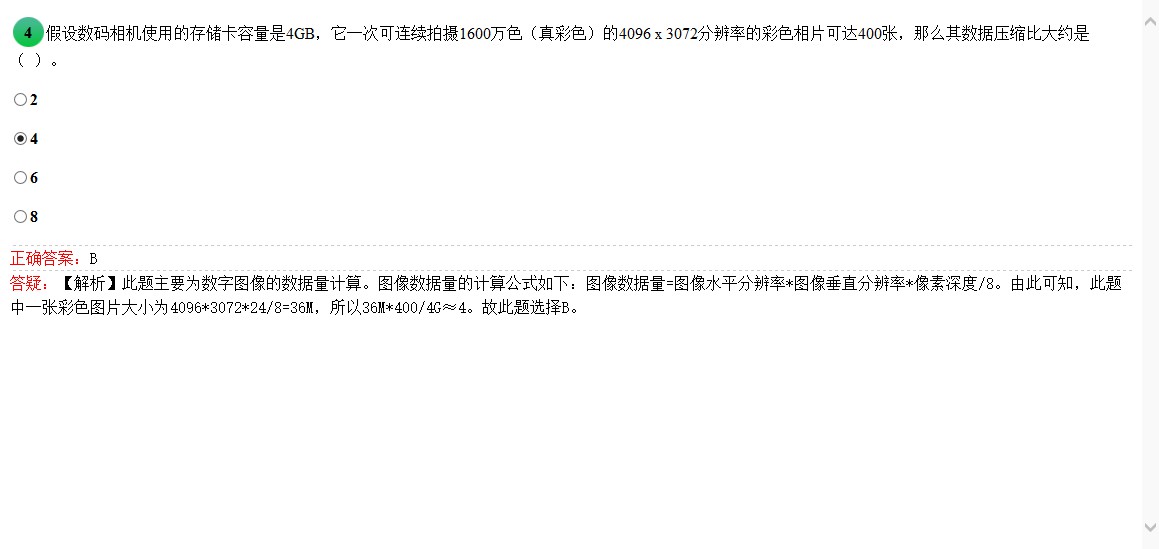 4 假设数码相机使用的存储卡容量是4GB，它一次可连续拍摄1600万色（真彩色）的4096 x 3072分辨率的彩色相片可达400张，那么其数据压缩比大约是
（ ）。
2
4
6
8
正确答案：B
答疑：【解析】此题主要为数字图像的数据量计算。图像数据量的计算公式如下：图像数据量=图像水平分辨率*图像垂直分辨率*像素深度/8。由此可知，此题
中一张彩色图片大小为4096*3072*24/8=36M，所以36M*400/4G≈4。故此题选择B。